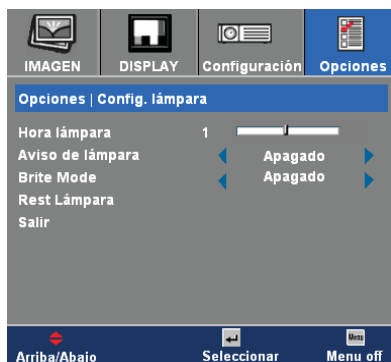 IMAGEN DISPLAY Configuración Opciones
Opciones | Config. lámpara
Hora lámpara 1
Aviso de lámpara Apagado
Brite Mode Apagado
Rest Lámpara
Salir
Menu
Arriba/Abajo Seleccionar Menu off